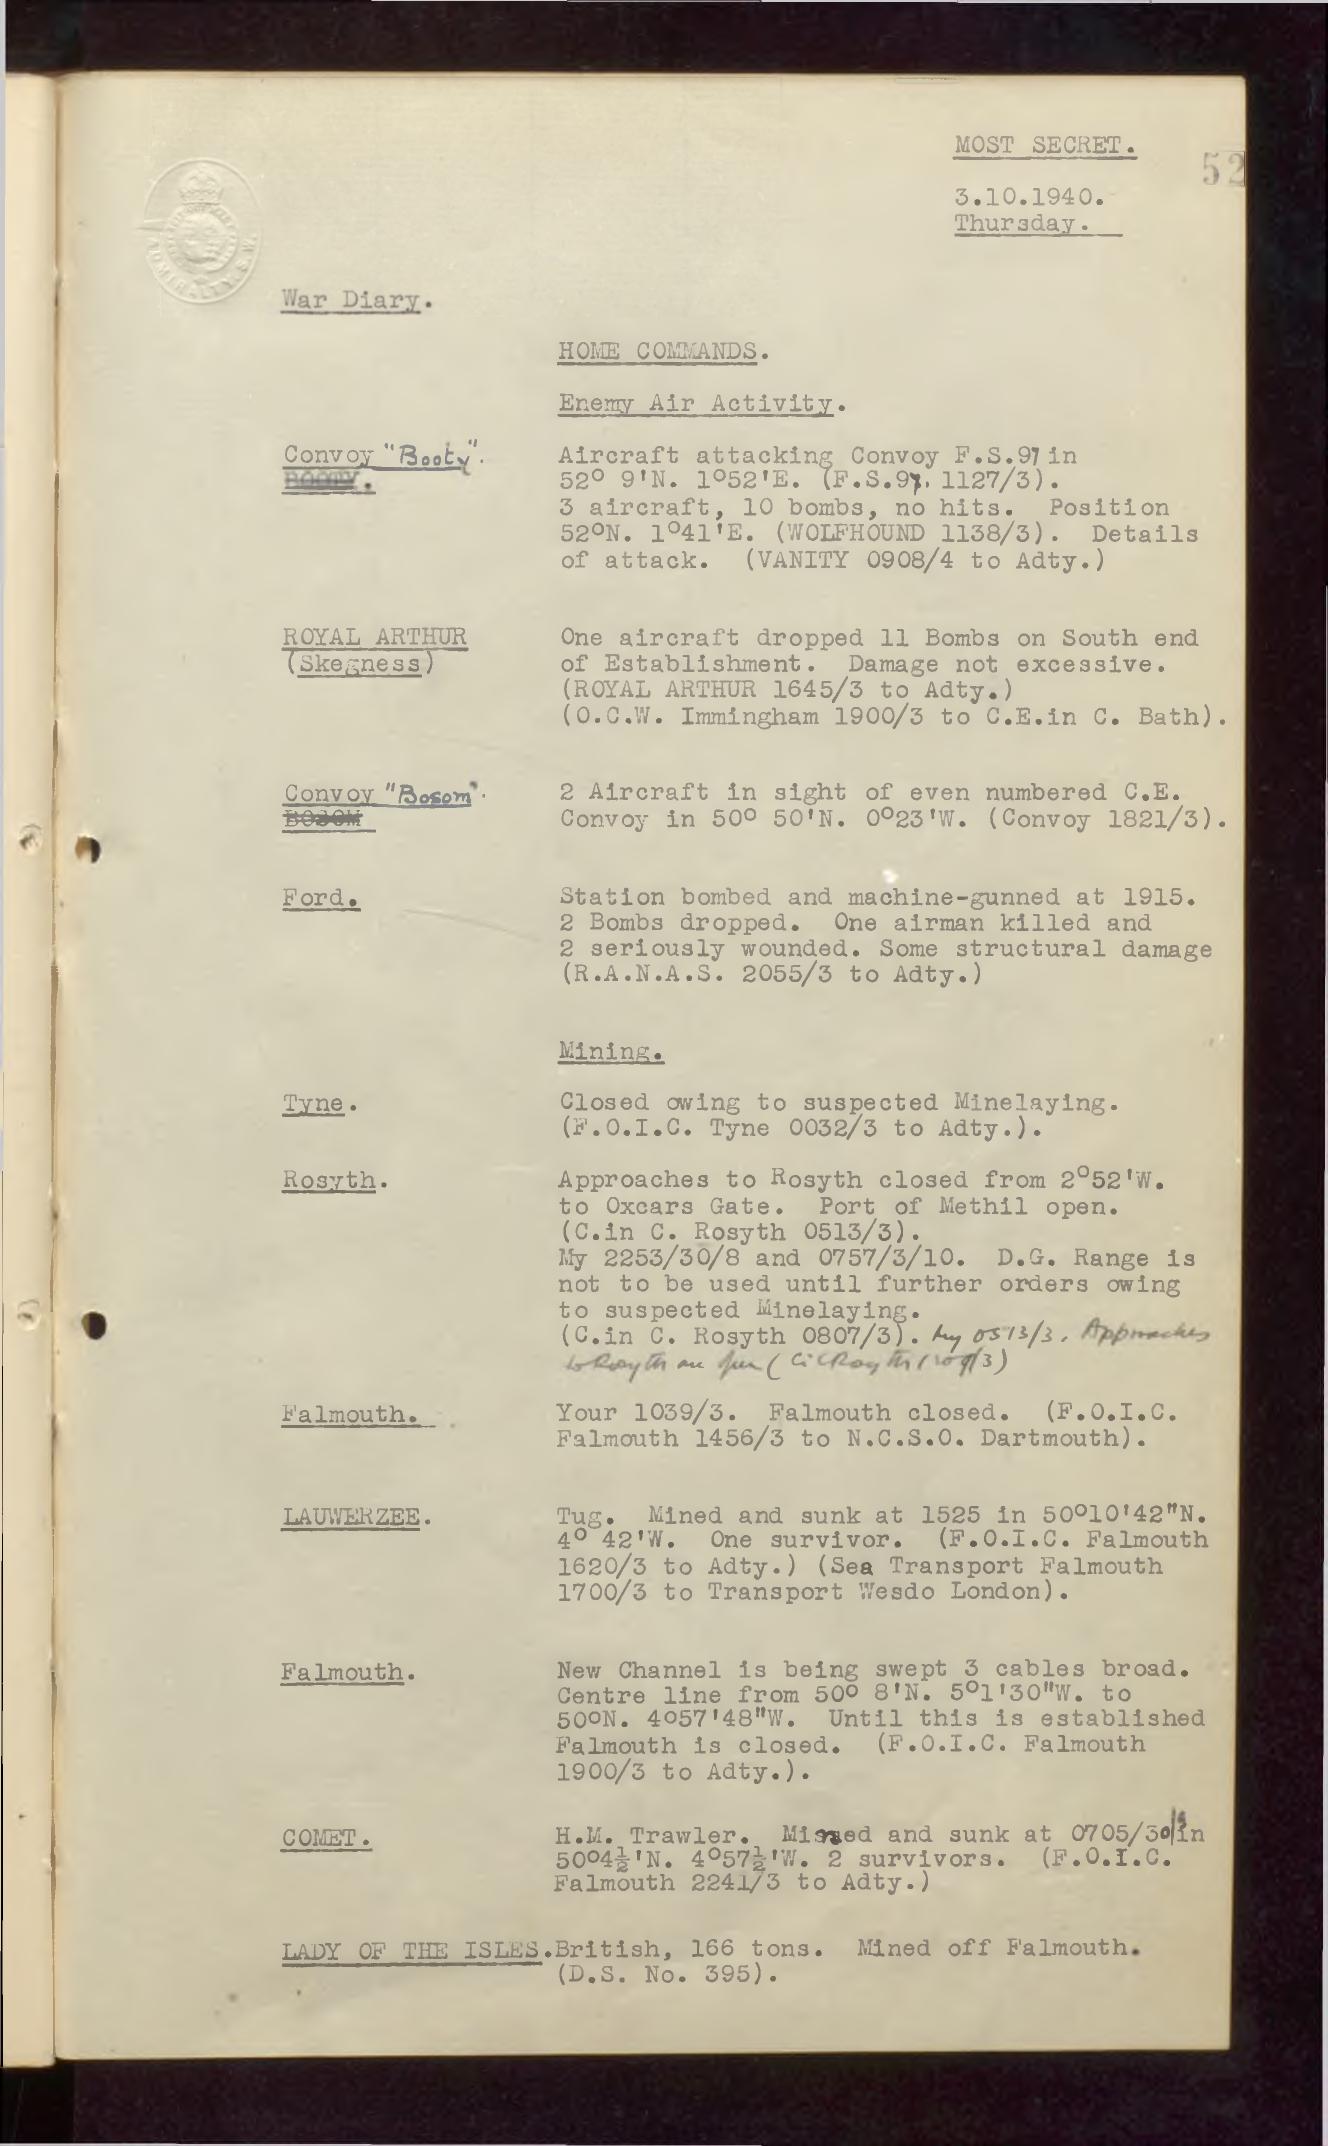 MOST SECRET.
52
3.10.1940.
Thursday.
War Diary.
HOME COMMANDS.
Enemy Air Activity.
Convoy "Booty".
BOOTY.
Aircraft attacking Convoy F.S.97 in
52° 9'N. 1°52'E. (F.S.97. 1127/3).
3 aircraft, 10 bombs, no hits. Position
52°N. 1°41'E. (WOLFHOUND 1138/3). Details
of attack. (VANITY 0908/4 to Adty.)
ROYAL ARTHUR
(Skegness)
One aircraft dropped 11 Bombs on South end
of Establishment. Damage not excessive.
(ROYAL ARTHUR 1645/3 to Adty.)
(O.C.W. Immingham 1900/3 to C.E.in C. Bath).
Convoy "Bosom".
BOSOM
2 Aircraft in sight of even numbered C.E.
Convoy in 50° 50'N. 0°23'W. (Convoy 1821/3).
Ford.
Station bombed and machine-gunned at 1915.
2 Bombs dropped. One airman killed and
2 seriously wounded. Some structural damage
(R.A.N.A.S. 2055/3 to Adty.)
Mining.
Tyne.
Closed owing to suspected Minelaying.
(F.O.I.C. Tyne 0032/3 to Adty.).
Rosyth.
Approaches to Rosyth closed from 2°52'W.
to Oxcars Gate. Port of Methil open.
(C.in C. Rosyth 0513/3).
My 2253/30/8 and 0757/3/10. D.G. Range is
not to be used until further orders owing
to suspected Minelaying.
(C.in C. Rosyth 0807/3). My 0513/3. Approaches
to Rosyth are open (C in C Rosyth /3)
Falmouth.
Your 1039/3. Falmouth closed. (F.O.I.C.
Falmouth 1456/3 to N.C.S.O. Dartmouth).
LAUWERZEE.
Tug. Mined and sunk at 1525 in 50°10'42"N.
4° 42'W. One survivor. (F.O.I.C. Falmouth
1620/3 to Adty.) (Sea Transport Falmouth
1700/3 to Transport Wesdo London).
Falmouth.
New Channel is being swept 3 cables broad.
Centre line from 50° 8'N. 5°1'30"W. to
50°N. 4°57'48"W. Until this is established
Falmouth is closed. (F.O.I.C. Falmouth
1900/3 to Adty.).
COMET.
H.M. Trawler. Mined and sunk at 0705/30/9 in
50°4½'N. 4°57½'W. 2 survivors. (F.O.I.C.
Falmouth 2241/3 to Adty.)
LADY OF THE ISLES. British, 166 tons. Mined off Falmouth.
(D.S. No. 395).